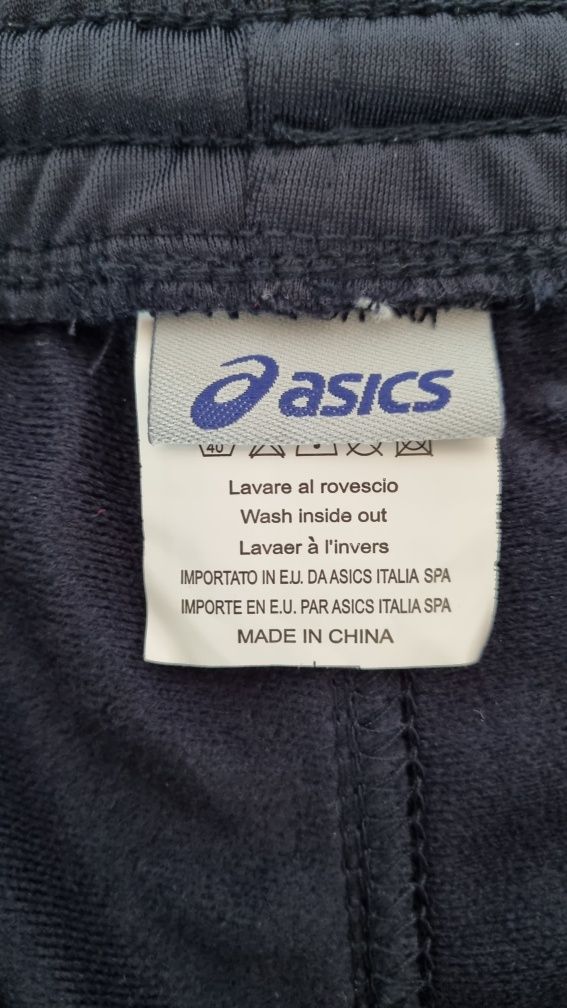 asics
40
Lavare al rovescio
Wash inside out
Lavaer à l'invers
IMPORTATO IN E.U. DA ASICS ITALIA SPA
IMPORTE EN E.U. PAR ASICS ITALIA SPA
MADE IN CHINA